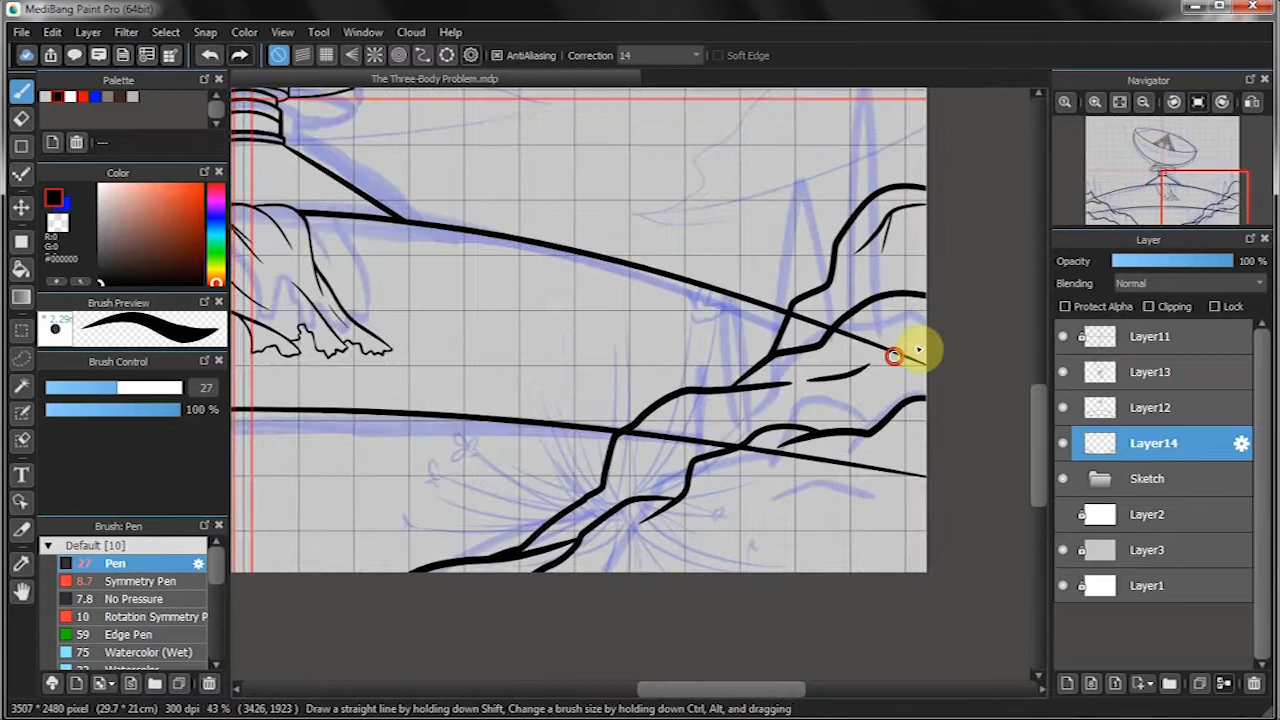 MediBang Paint Pro (64bit)
File Edit Layer Filter Select Snap Color View Tool Window Cloud Help
AntiAliasing Correction 14 Soft Edge
Palette
The Three-Body Problem.mdp
Navigator
---
Color
R:0
G:0
#000000
Brush Preview
Brush Control
27
100 %
Brush: Pen
Default [10]
27 Pen
8.7 Symmetry Pen
7.8 No Pressure
10 Rotation Symmetry P
59 Edge Pen
75 Watercolor (Wet)
Layer
Opacity 100 %
Blending Normal
Protect Alpha Clipping Lock
Layer11
Layer13
Layer12
Layer14
Sketch
Layer2
Layer3
Layer1
3507 * 2480 pixel (29.7 * 21cm) 300 dpi 43 % (3426, 1923) Draw a straight line by holding down Shift, Change a brush size by holding down Ctrl, Alt, and dragging